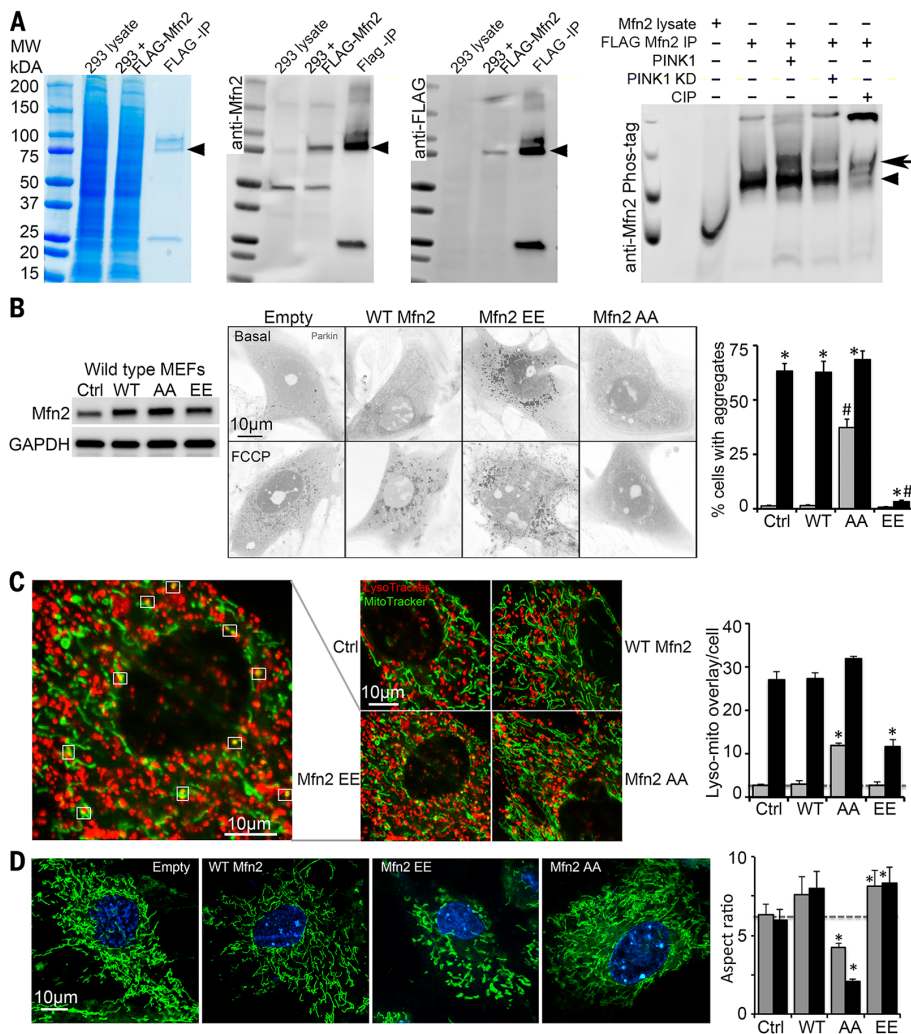 A
MW
kDA
200
150
100
75
50
37
25
20
15
293 lysate
293 +
FLAG-Mfn2
FLAG -IP
anti-Mfn2
293 lysate
293 +
FLAG-Mfn2
Flag -IP
anti-FLAG
293 lysate
293 +
FLAG-Mfn2
FLAG -IP
Mfn2 lysate + – – – –
FLAG Mfn2 IP – + + + +
PINK1 – – + – –
PINK1 KD – – – + –
CIP – – – – +
anti-Mfn2 Phos-tag
B
Wild type MEFs
Ctrl WT AA EE
Mfn2
GAPDH
Empty WT Mfn2 Mfn2 EE Mfn2 AA
Basal Parkin
10μm
FCCP
% cells with aggregates
75
50
25
0
* * * # *#
Ctrl WT AA EE
C
10μm
LysoTracker
MitoTracker
Ctrl
WT Mfn2
10μm
Mfn2 EE
Mfn2 AA
Lyso-mito overlay/cell
40
30
20
10
0
* *
Ctrl WT AA EE
D
Empty
WT Mfn2
Mfn2 EE
Mfn2 AA
10μm
Aspect ratio
10
5
0
* * * *
Ctrl WT AA EE